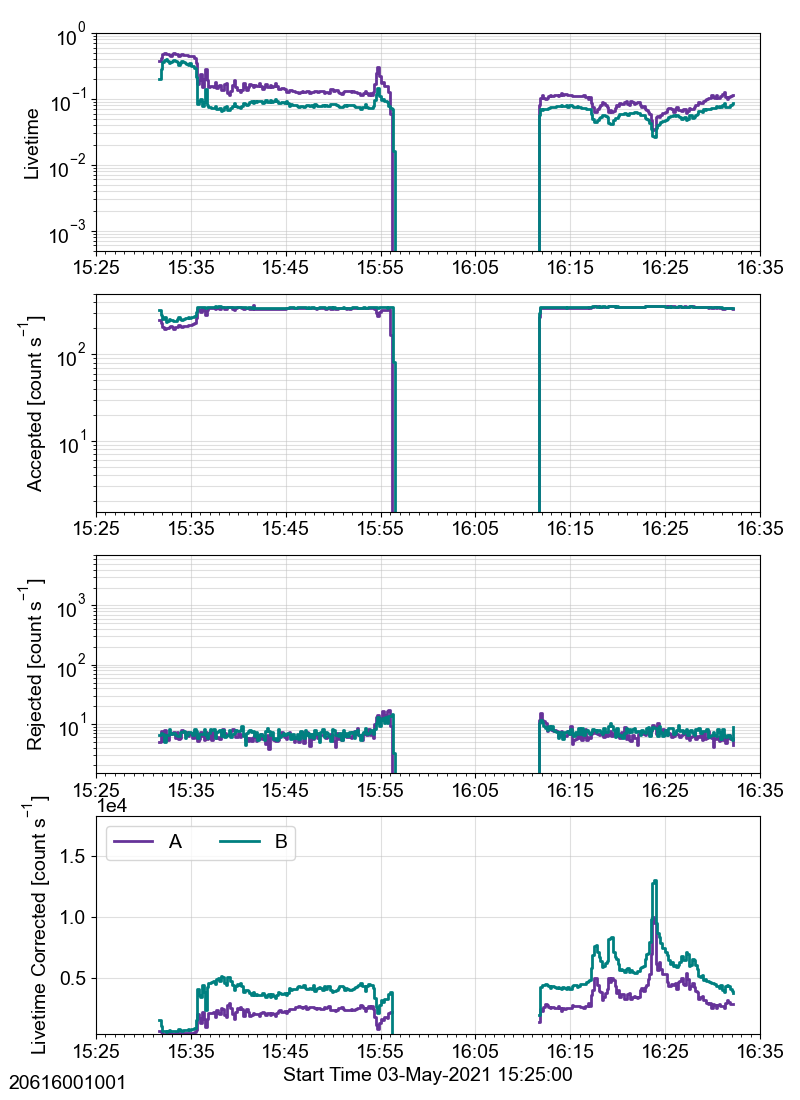 Livetime
10^0
10^−1
10^−2
10^−3
15:25 15:35 15:45 15:55 16:05 16:15 16:25 16:35
Accepted [count s^−1]
10^2
10^1
15:25 15:35 15:45 15:55 16:05 16:15 16:25 16:35
Rejected [count s^−1]
10^3
10^2
10^1
15:25 15:35 15:45 15:55 16:05 16:15 16:25 16:35
1e4
Livetime Corrected [count s^−1]
A B
1.5
1.0
0.5
15:25 15:35 15:45 15:55 16:05 16:15 16:25 16:35
Start Time 03-May-2021 15:25:00
20616001001